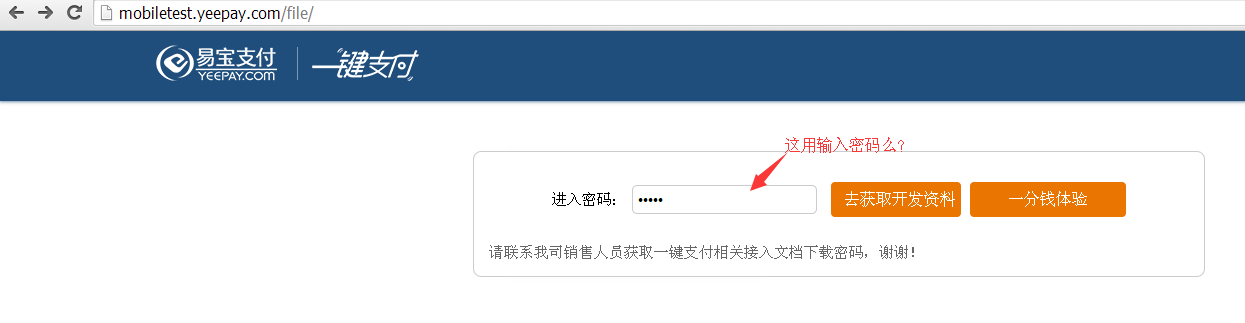 mobiletest.yeepay.com/file/
易宝支付
YEEPAY.COM
一键支付
这用输入密码么?
进入密码: ••••• 去获取开发资料 一分钱体验
请联系我司销售人员获取一键支付相关接入文档下载密码，谢谢!